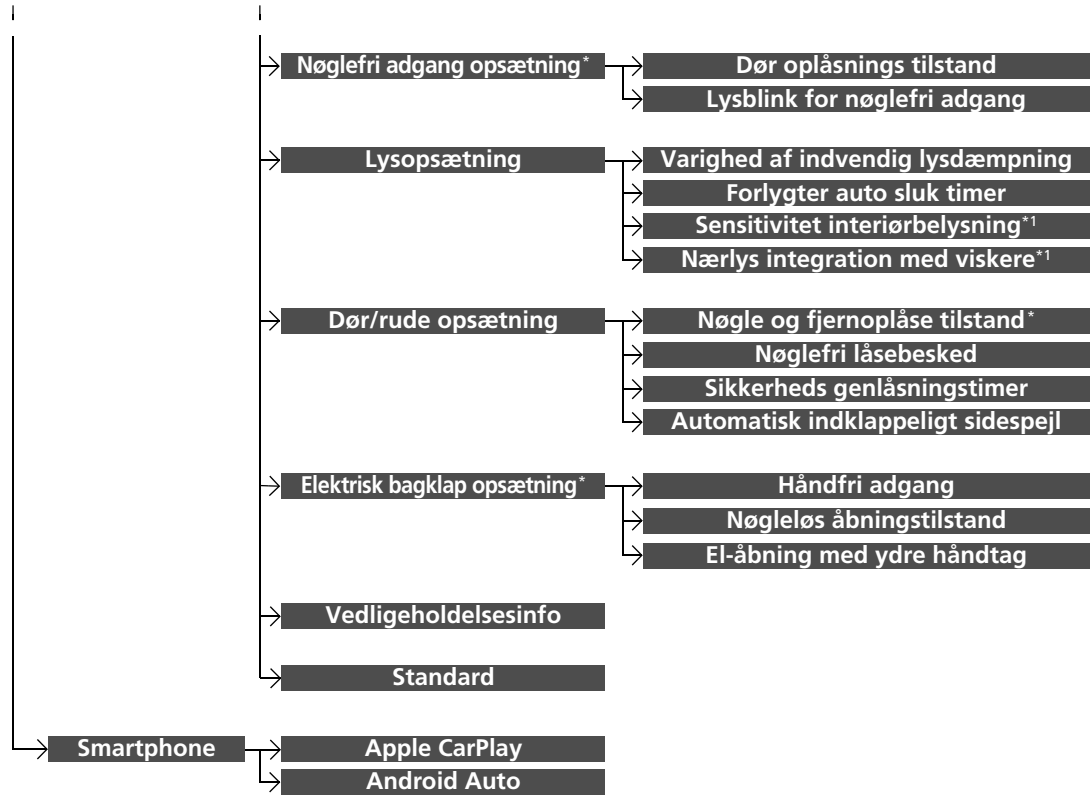 Nøglefri adgang opsætning*
Dør oplåsnings tilstand
Lysblink for nøglefri adgang
Lysopsætning
Varighed af indvendig lysdæmpning
Forlygter auto sluk timer
Sensitivitet interiørbelysning*1
Nærlys integration med viskere*1
Dør/rude opsætning
Nøgle og fjernoplåse tilstand*
Nøglefri låsebesked
Sikkerheds genlåsningstimer
Automatisk indklappeligt sidespejl
Elektrisk bagklap opsætning*
Håndfri adgang
Nøgleløs åbningstilstand
El-åbning med ydre håndtag
Vedligeholdelsesinfo
Standard
Smartphone
Apple CarPlay
Android Auto